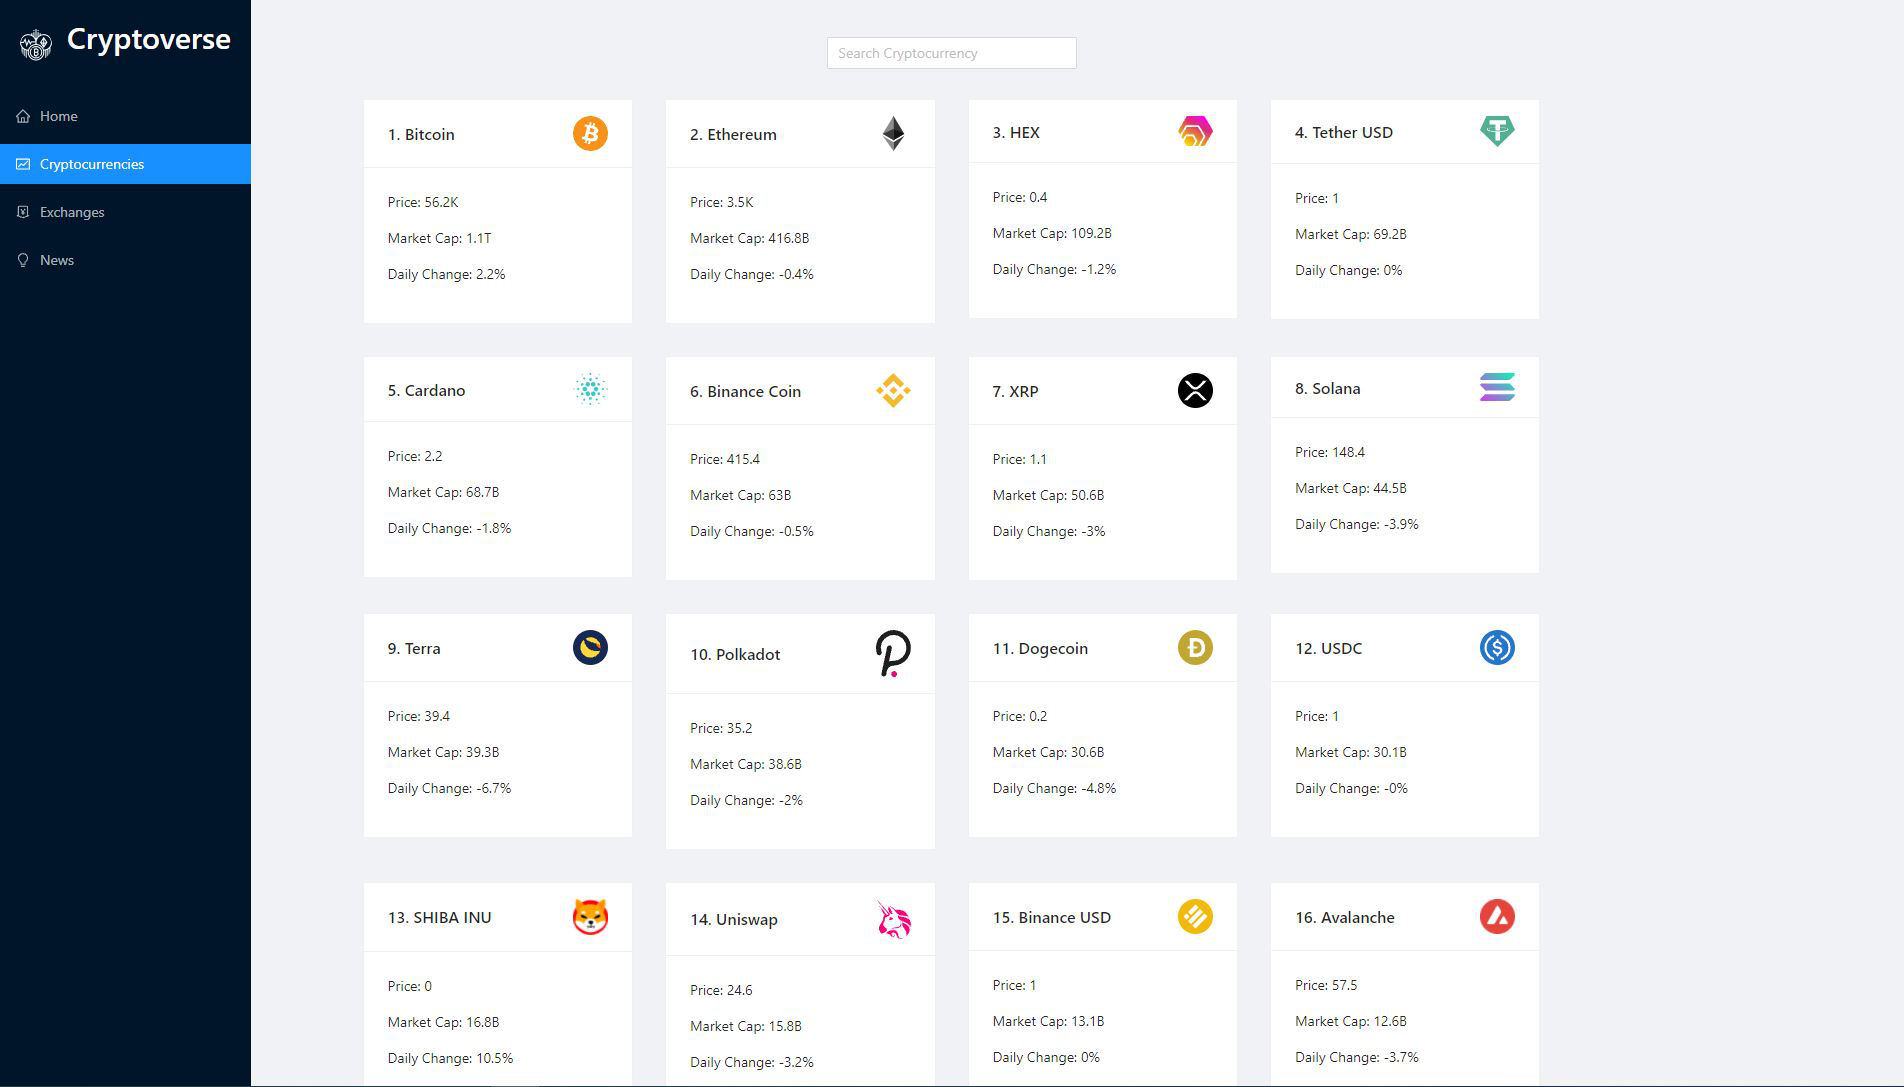 Cryptoverse
Home
Cryptocurrencies
Exchanges
News
Search Cryptocurrency
1. Bitcoin
Price: 56.2K
Market Cap: 1.1T
Daily Change: 2.2%
2. Ethereum
Price: 3.5K
Market Cap: 416.8B
Daily Change: -0.4%
3. HEX
Price: 0.4
Market Cap: 109.2B
Daily Change: -1.2%
4. Tether USD
Price: 1
Market Cap: 69.2B
Daily Change: 0%
5. Cardano
Price: 2.2
Market Cap: 68.7B
Daily Change: -1.8%
6. Binance Coin
Price: 415.4
Market Cap: 63B
Daily Change: -0.5%
7. XRP
Price: 1.1
Market Cap: 50.6B
Daily Change: -3%
8. Solana
Price: 148.4
Market Cap: 44.5B
Daily Change: -3.9%
9. Terra
Price: 39.4
Market Cap: 39.3B
Daily Change: -6.7%
10. Polkadot
Price: 35.2
Market Cap: 38.6B
Daily Change: -2%
11. Dogecoin
Price: 0.2
Market Cap: 30.6B
Daily Change: -4.8%
12. USDC
Price: 1
Market Cap: 30.1B
Daily Change: -0%
13. SHIBA INU
Price: 0
Market Cap: 16.8B
Daily Change: 10.5%
14. Uniswap
Price: 24.6
Market Cap: 15.8B
Daily Change: -3.2%
15. Binance USD
Price: 1
Market Cap: 13.1B
Daily Change: 0%
16. Avalanche
Price: 57.5
Market Cap: 12.6B
Daily Change: -3.7%